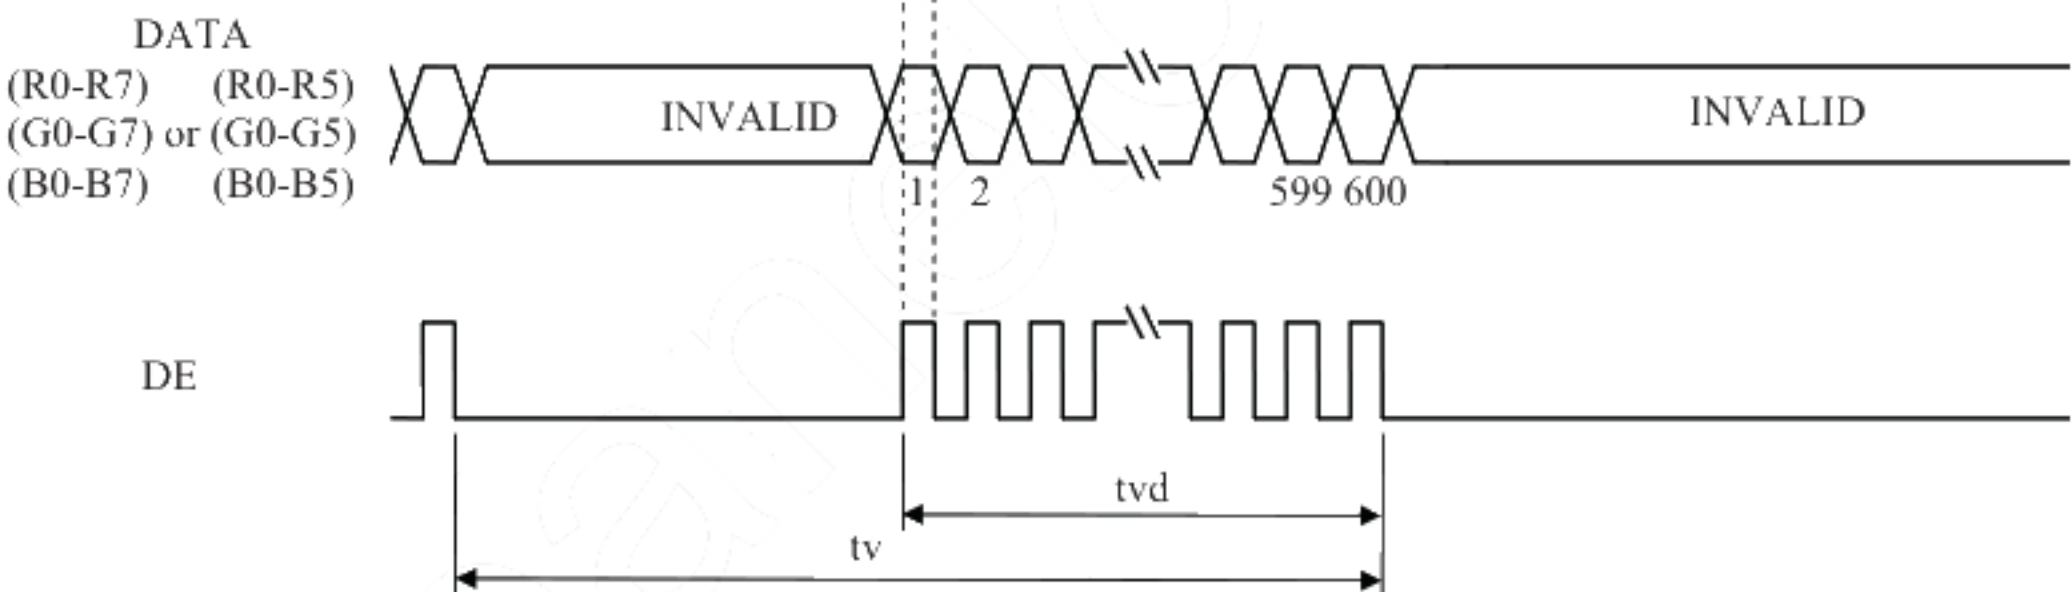 DATA
(R0-R7) (R0-R5)
(G0-G7) or (G0-G5)
(B0-B7) (B0-B5)
INVALID
INVALID
1 2 599 600
DE
tvd
tv